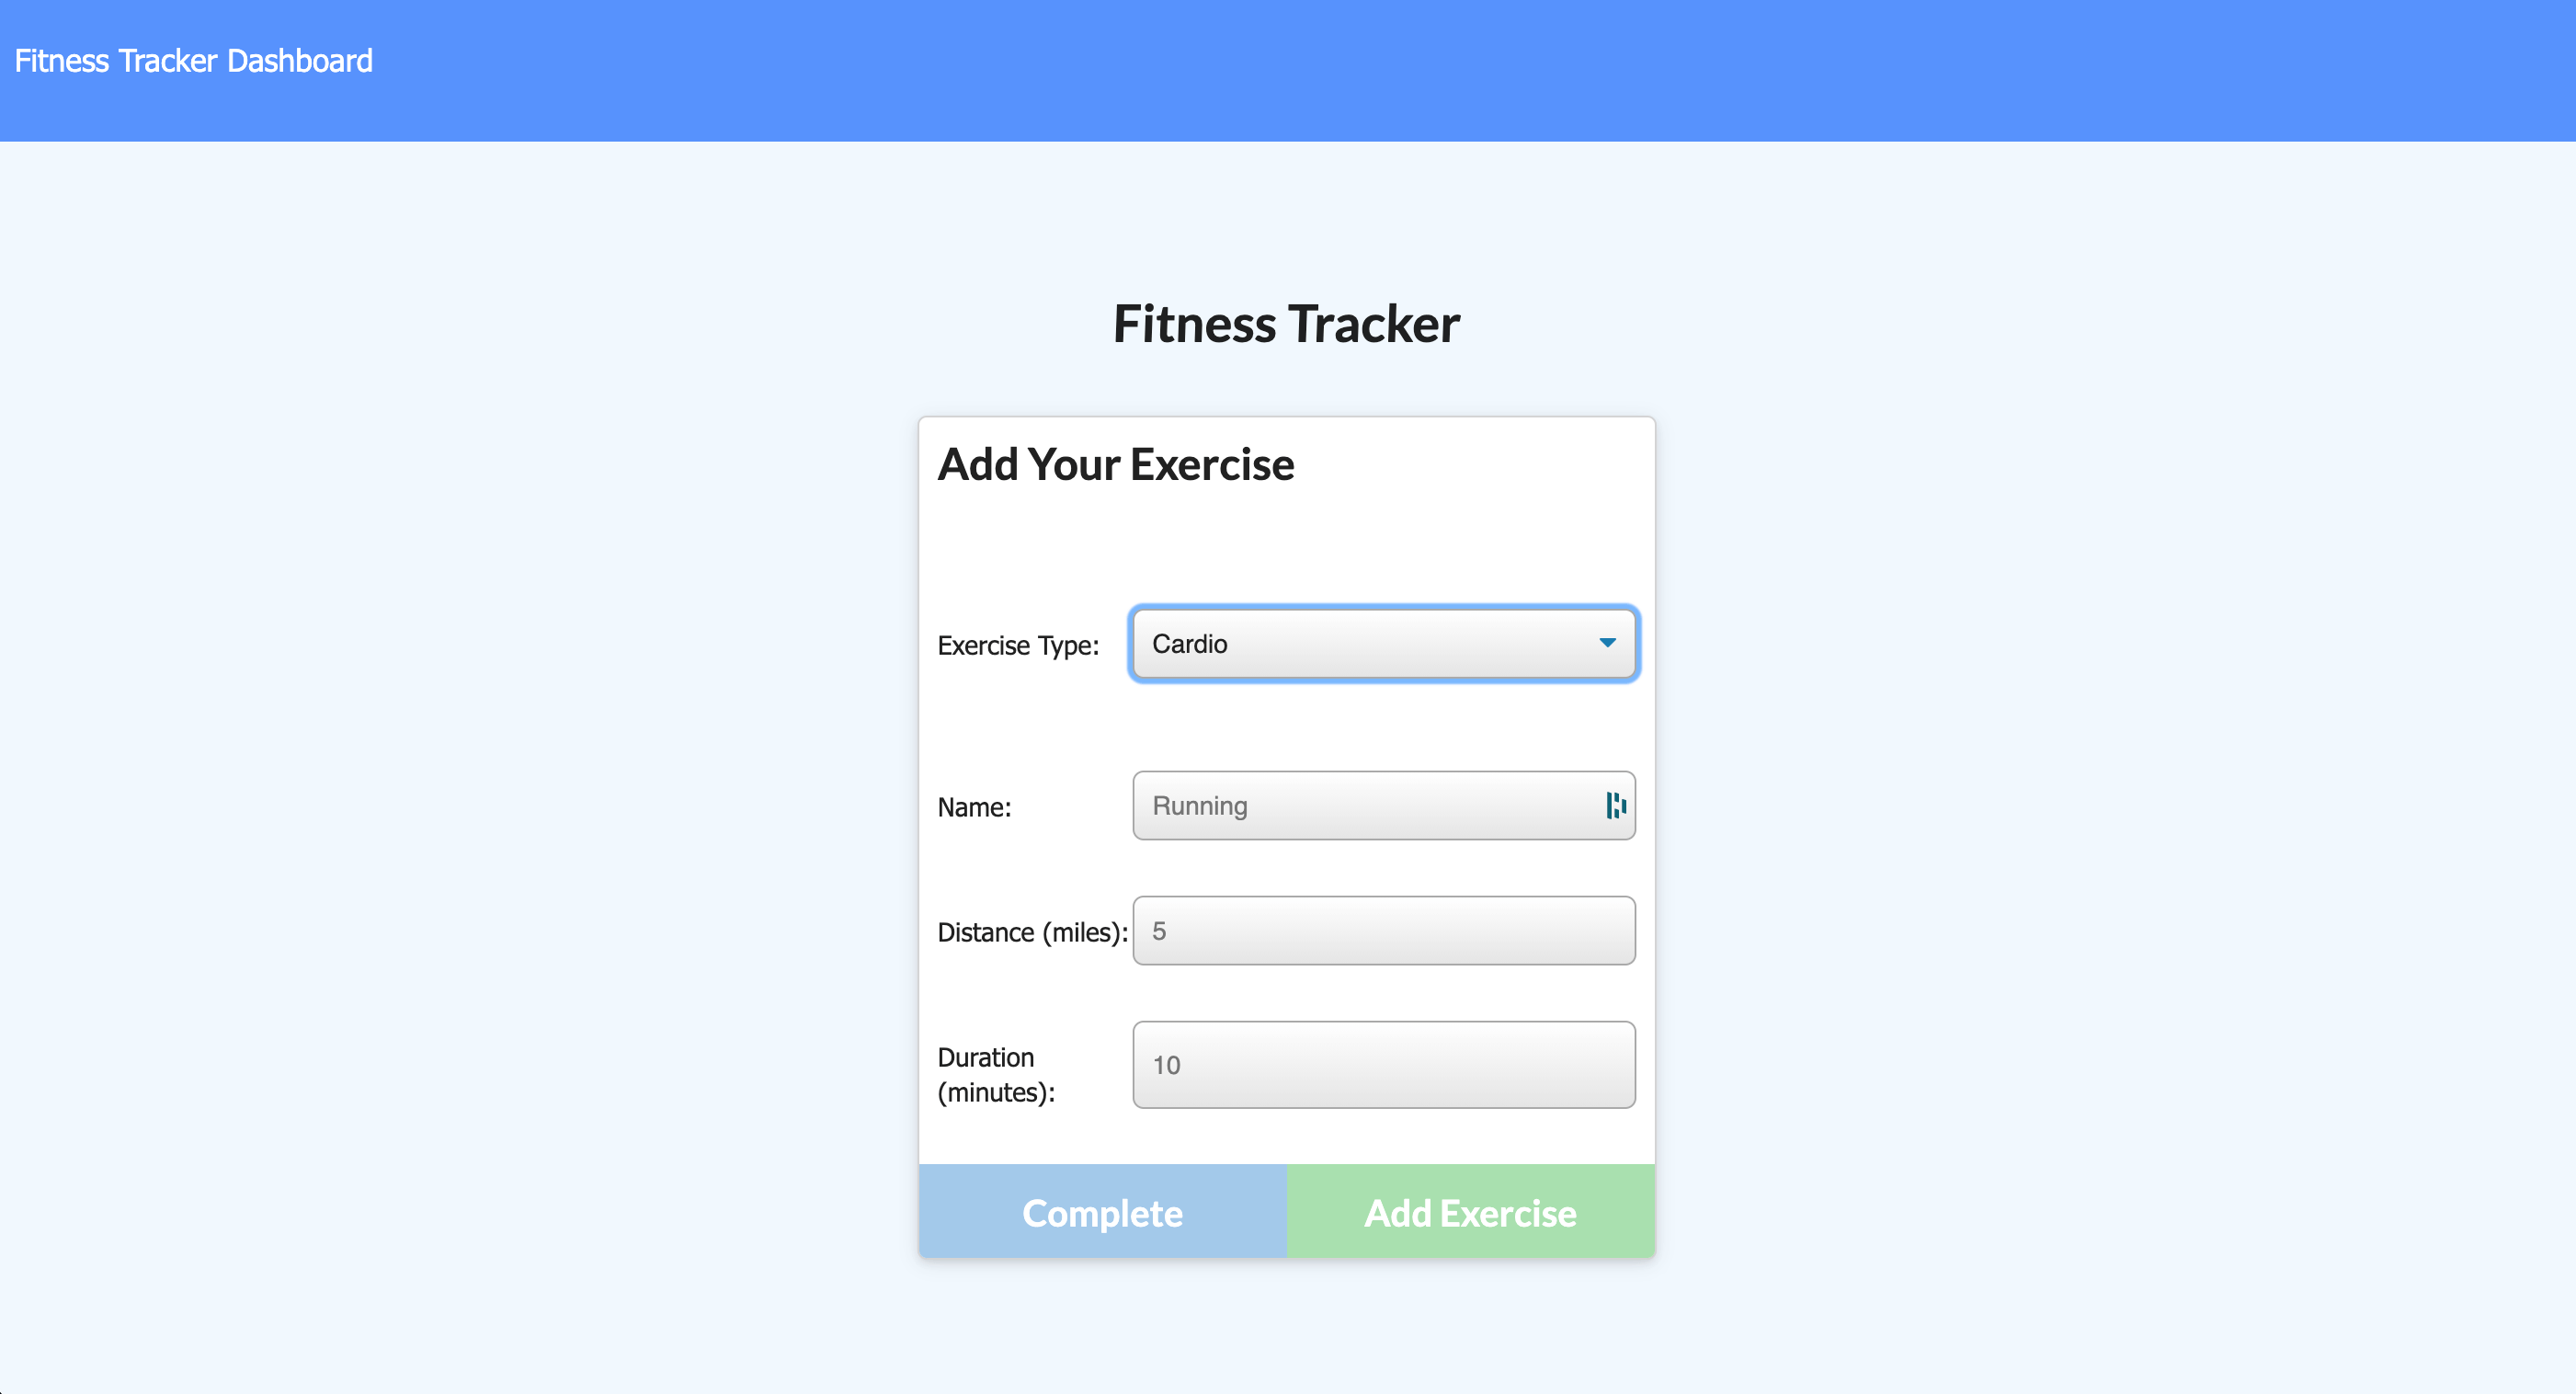 Fitness Tracker Dashboard
Fitness Tracker
Add Your Exercise
Exercise Type: Cardio
Name: Running
Distance (miles): 5
Duration
(minutes): 10
Complete Add Exercise